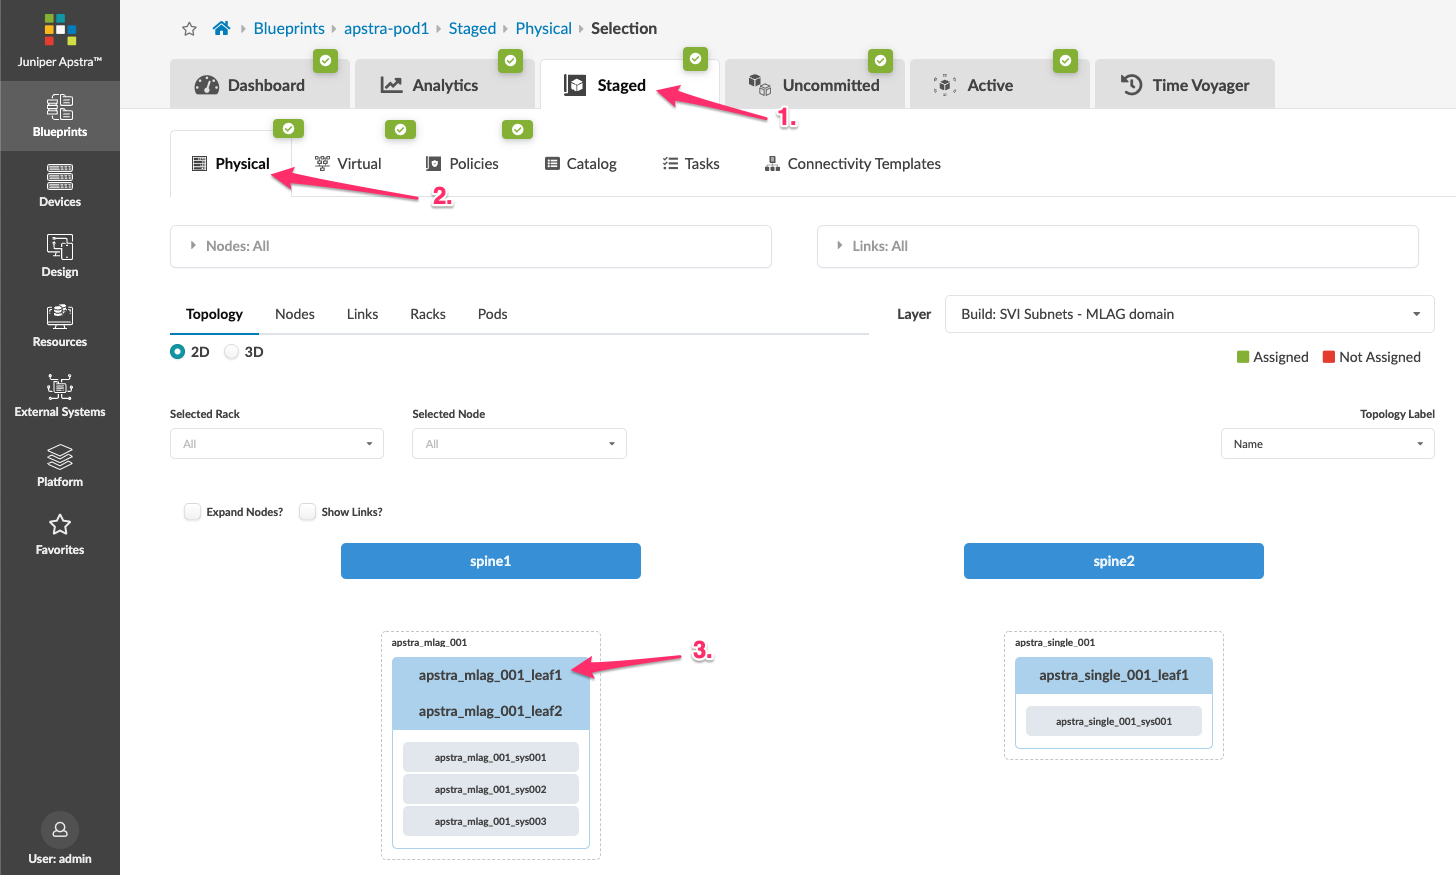 Juniper Apstra™
Blueprints
Devices
Design
Resources
External Systems
Platform
Favorites
User: admin
Blueprints apstra-pod1 Staged Physical Selection
Dashboard Analytics Staged Uncommitted Active Time Voyager
1.
Physical Virtual Policies Catalog Tasks Connectivity Templates
2.
Nodes: All Links: All
Topology Nodes Links Racks Pods Layer Build: SVI Subnets - MLAG domain
2D 3D
Assigned Not Assigned
Selected Rack Selected Node Topology Label
All All Name
Expand Nodes? Show Links?
spine1 spine2
apstra_mlag_001
3.
apstra_mlag_001_leaf1
apstra_mlag_001_leaf2
apstra_mlag_001_sys001
apstra_mlag_001_sys002
apstra_mlag_001_sys003
apstra_single_001
apstra_single_001_leaf1
apstra_single_001_sys001